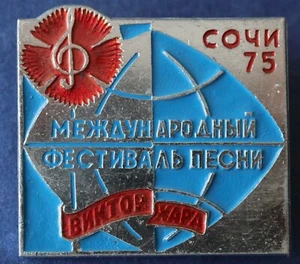 СОЧИ
75
МЕЖДУНАРОДНЫЙ
ФЕСТИВАЛЬ ПЕСНИ
ВИКТОР ХАРА